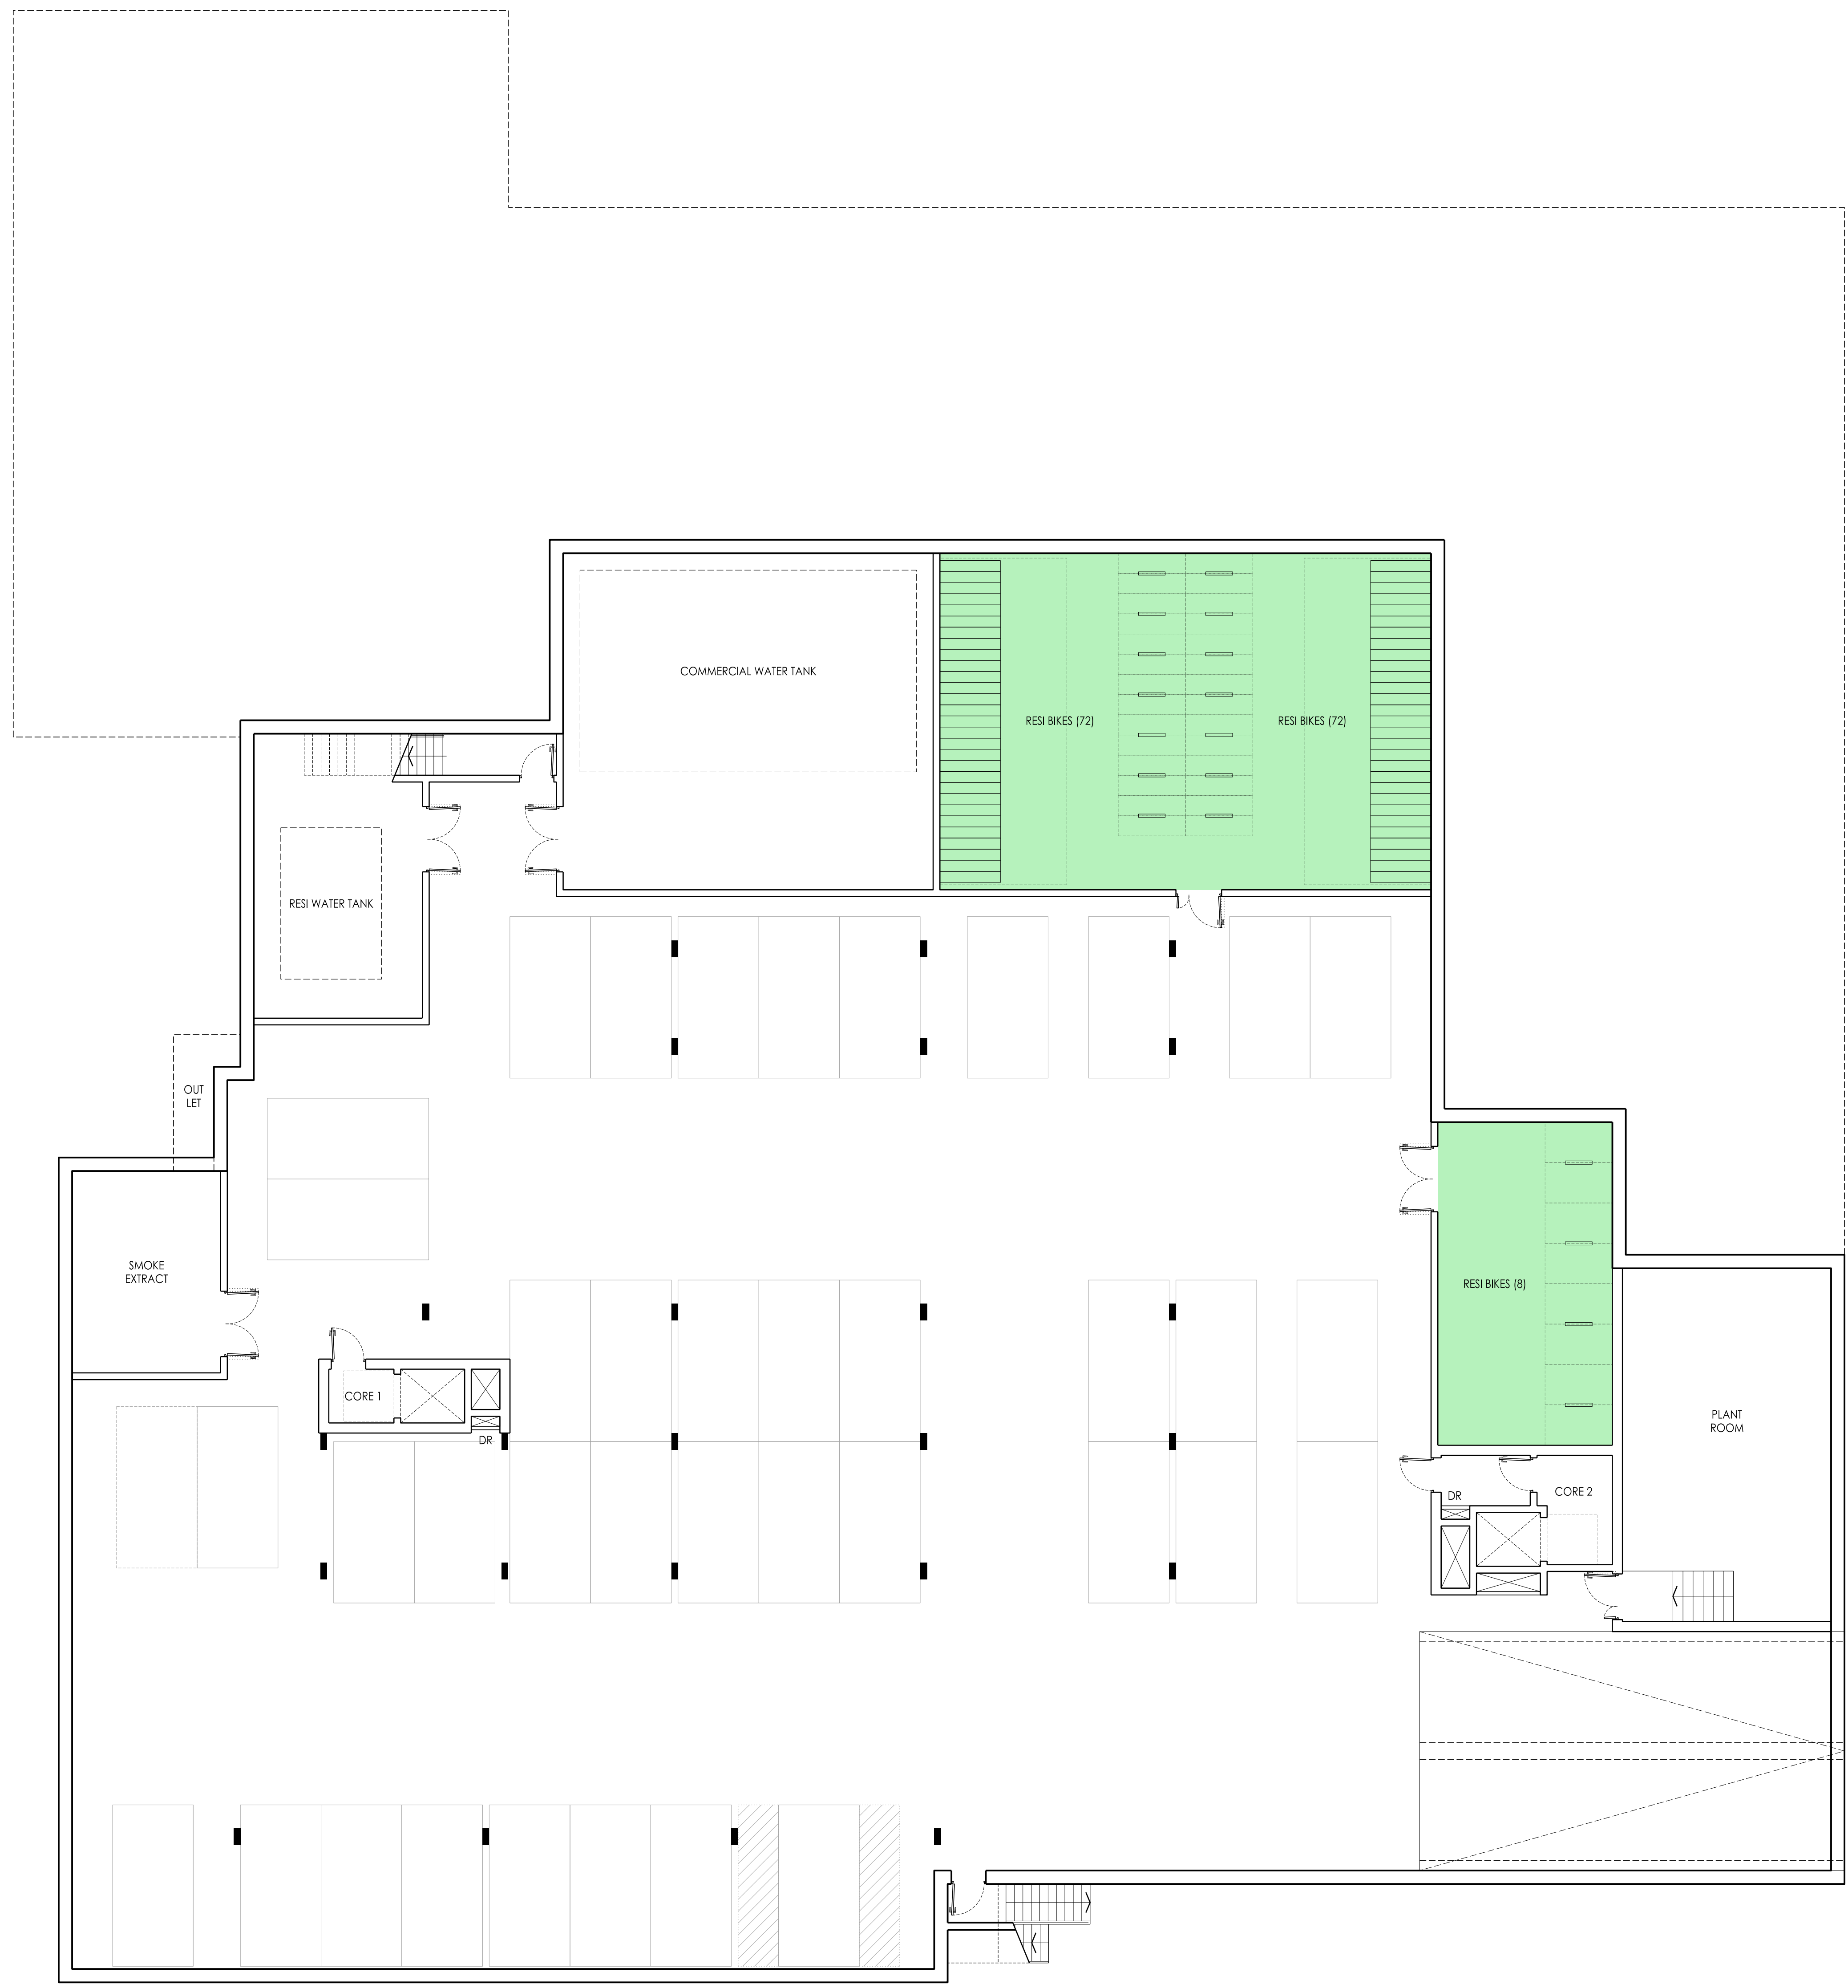 COMMERCIAL WATER TANK
RESI BIKES (72)
RESI BIKES (72)
RESI WATER TANK
OUT
LET
SMOKE
EXTRACT
RESI BIKES (8)
CORE 1
DR
PLANT
ROOM
CORE 2
DR